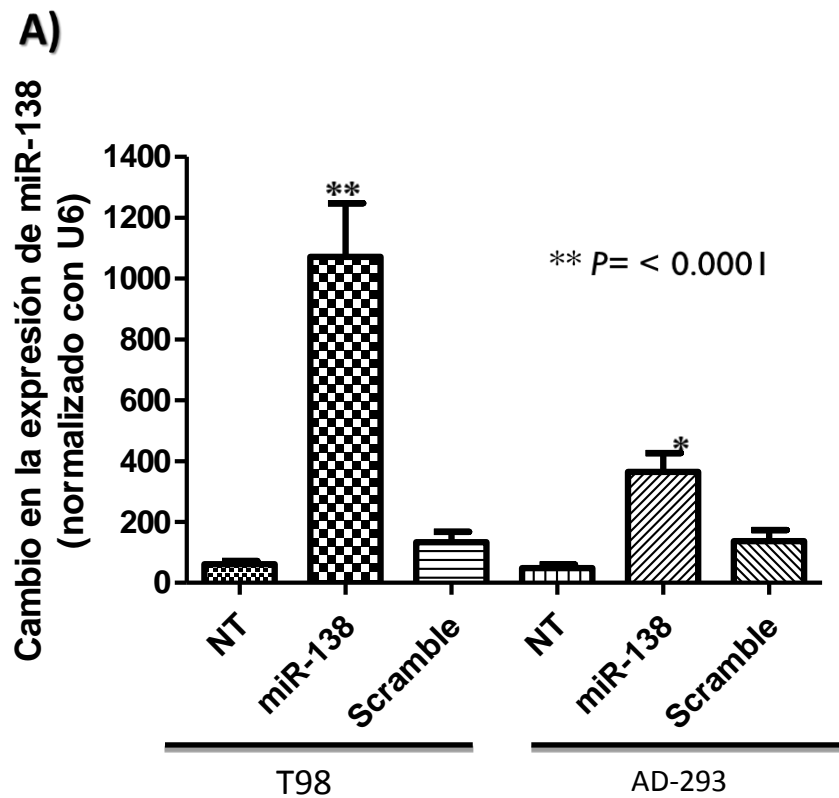 A)
Cambio en la expresión de miR-138
(normalizado con U6)
1400
1200
1000
800
600
400
200
0
**
** P= < 0.0001
*
NT
miR-138
Scramble
NT
miR-138
Scramble
T98
AD-293